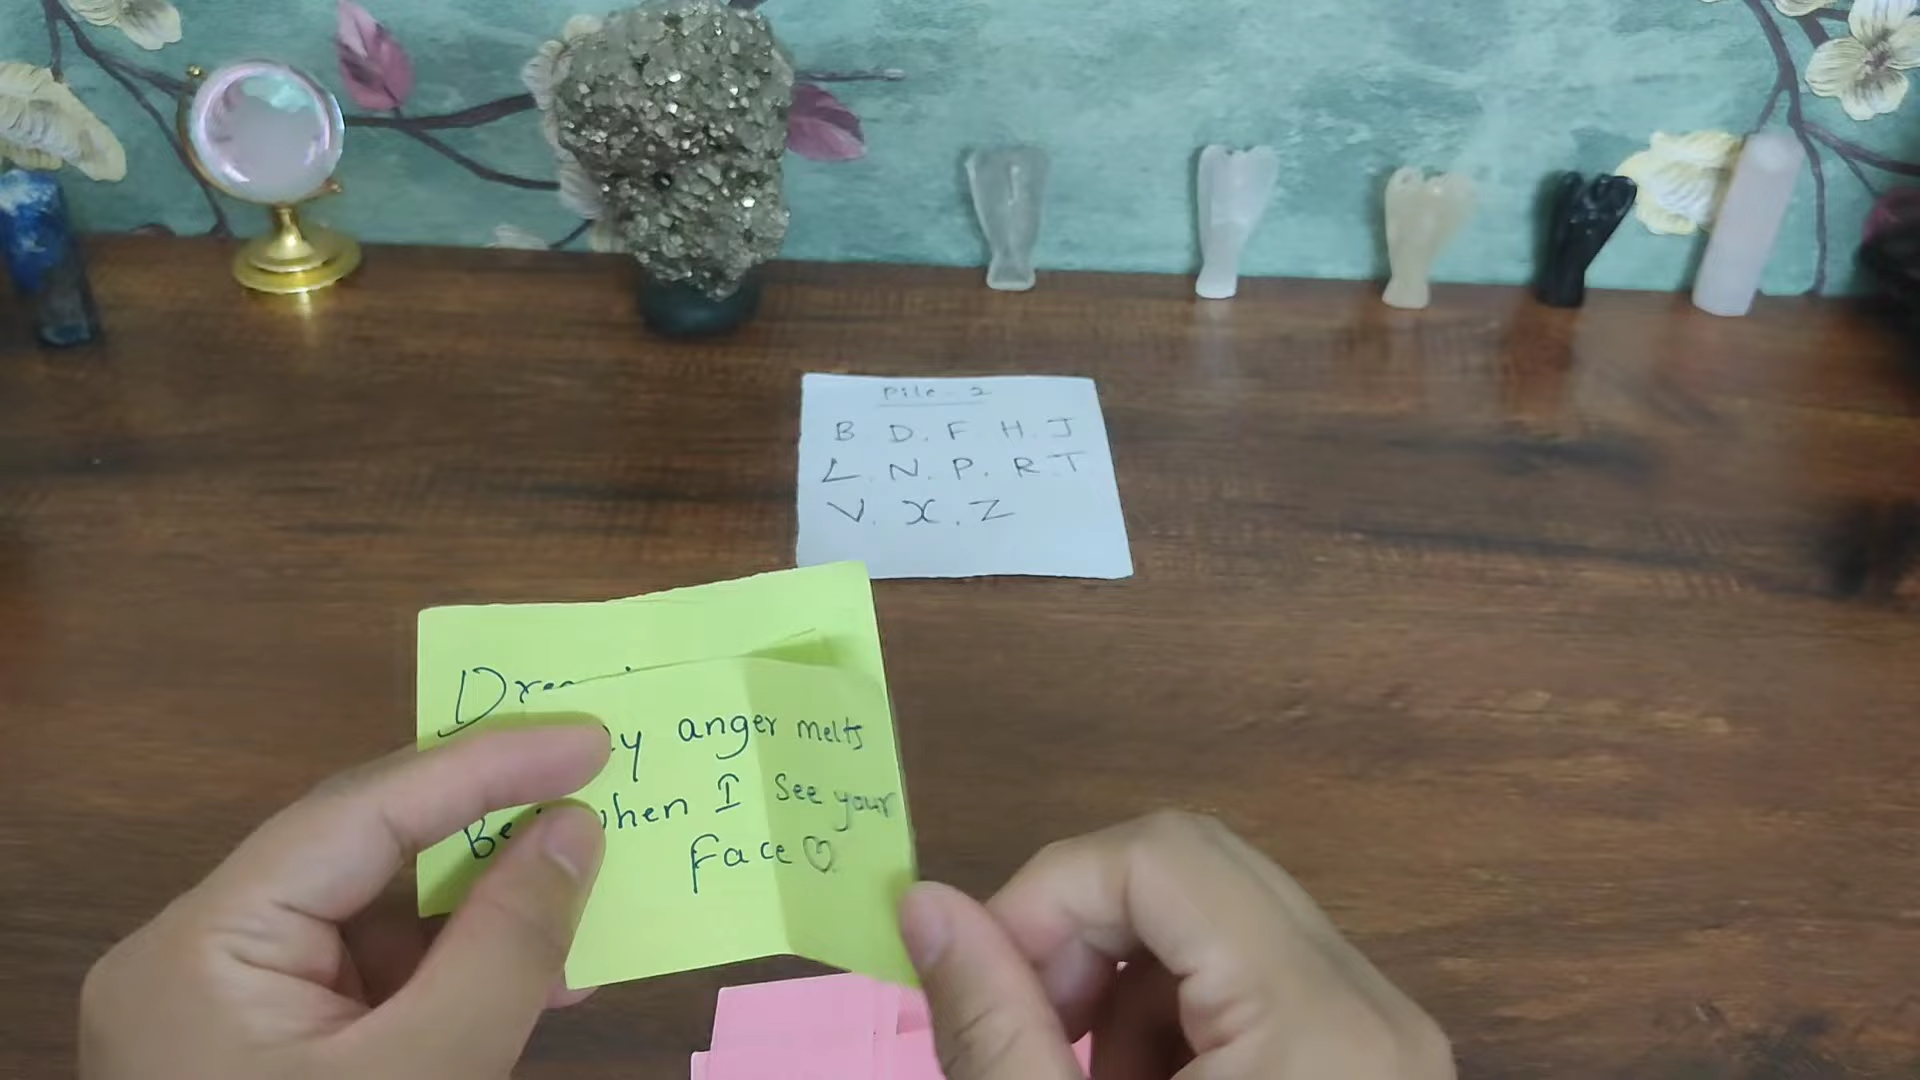 Pile - 2
B D. F H. J
L. N. P. R. T
V. X. Z
anger melts
when I See your
face♡